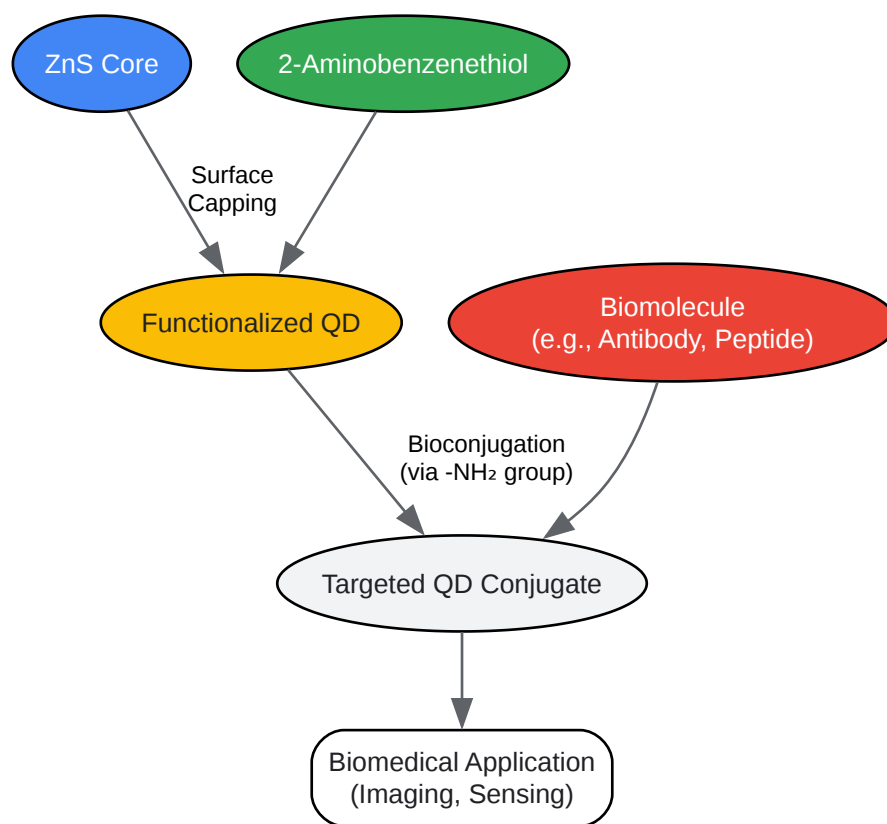 ZnS Core
2-Aminobenzenethiol
Surface
Capping
Functionalized QD
Biomolecule
(e.g., Antibody, Peptide)
Bioconjugation
(via -NH₂ group)
Targeted QD Conjugate
Biomedical Application
(Imaging, Sensing)